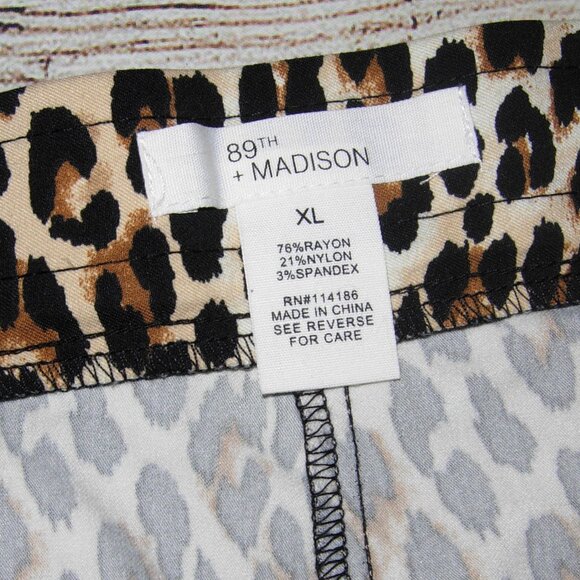 89TH
+ MADISON
XL
76%RAYON
21%NYLON
3%SPANDEX
RN#114186
MADE IN CHINA
SEE REVERSE
FOR CARE